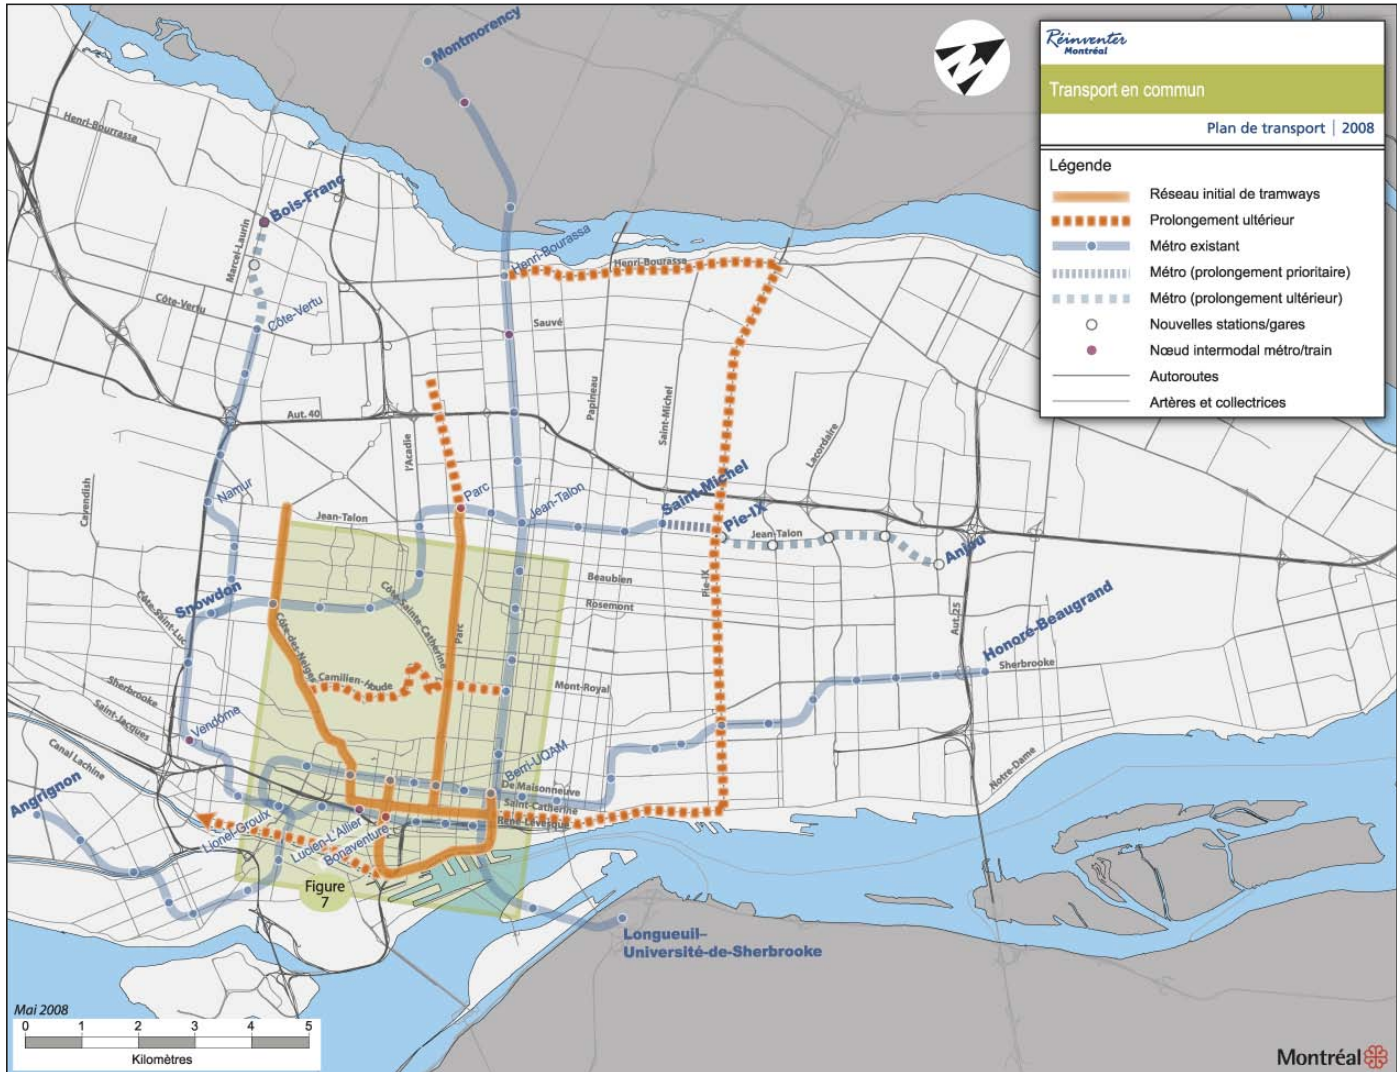 Réinventer
Montréal
Transport en commun
Plan de transport | 2008
Légende
Réseau initial de tramways
Prolongement ultérieur
Métro existant
Métro (prolongement prioritaire)
Métro (prolongement ultérieur)
Nouvelles stations/gares
Nœud intermodal métro/train
Autoroutes
Artères et collectrices
Montmorency
Henri-Bourrassa
Bois-Franc
Marcel-Laurin
Henri-Bourassa
Henri-Bourasse
Côte-Vertu
Côte-Vertu
Sauvé
Papineau
Saint-Michel
Aut. 40
l'Acadie
Lacordaire
Cavendish
Namur
Parc
Jean-Talon
Saint-Michel
Jean-Talon
Pie-IX
Jean-Talon
Anjou
Snowdon
Côte-Saint-Luc
Côte-Sainte-Catherine
Beaubien
Rosemont
Pie-IX
Aut. 25
Honoré-Beaugrand
Sherbrooke
Côte-des-Neiges
Parc
Camilien-Houde
Mont-Royal
Sherbrooke
Saint-Jacques
Vendôme
Canal Lachine
Berri-UQAM
De Maisonneuve
Saint-Catherine
René-Lévesque
Notre-Dame
Angrignon
Lionel-Groulx
Lucien-L'Allier
Bonaventure
Figure
7
Longueuil–
Université-de-Sherbrooke
Mai 2008
0 1 2 3 4 5
Kilomètres
Montréal